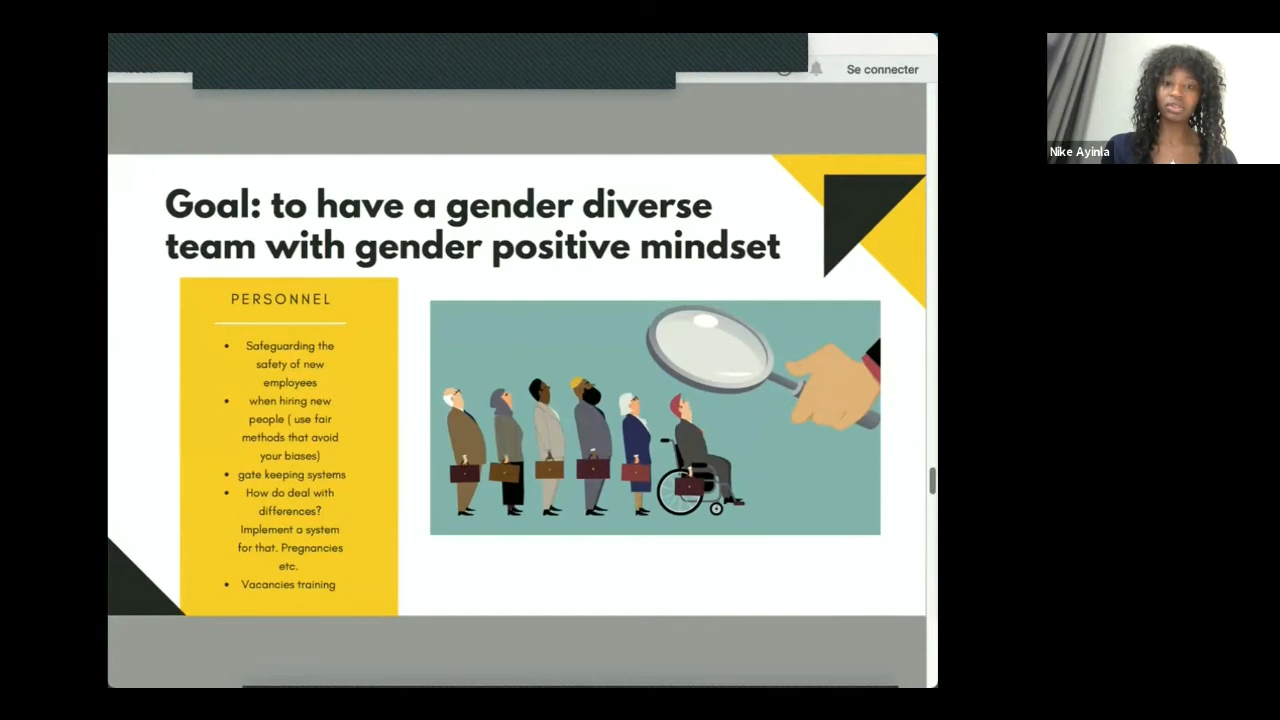 Se connecter
Nike Ayinla
Goal: to have a gender diverse
team with gender positive mindset
PERSONNEL
• Safeguarding the
safety of new
employees
• when hiring new
people ( use fair
methods that avoid
your biases)
• gate keeping systems
• How do deal with
differences?
Implement a system
for that. Pregnancies
etc.
• Vacancies training